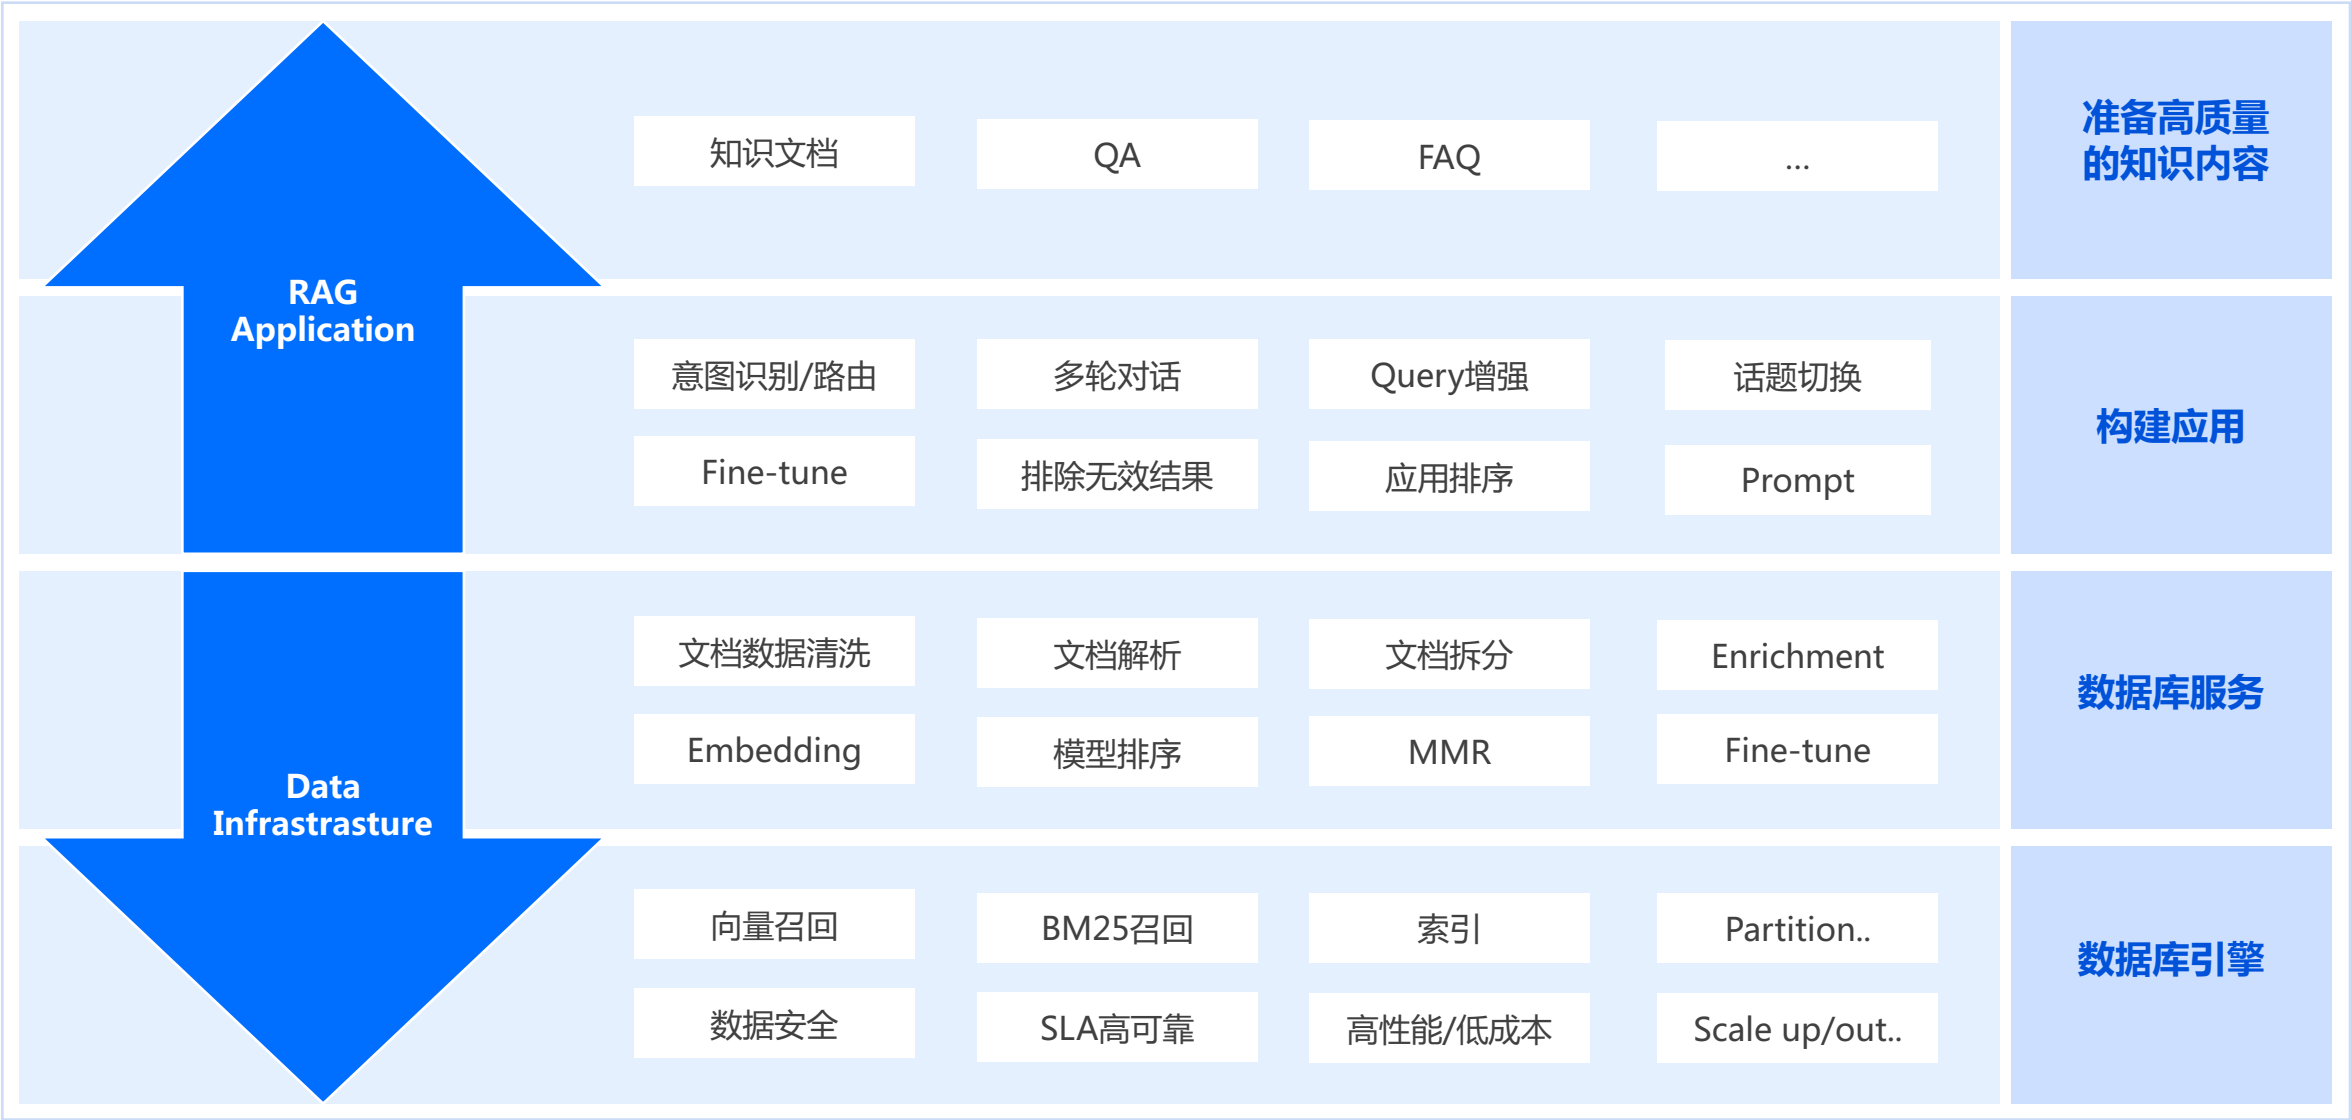 知识文档
QA
FAQ
...
准备高质量
的知识内容
RAG
Application
意图识别/路由
多轮对话
Query增强
话题切换
Fine-tune
排除无效结果
应用排序
Prompt
构建应用
文档数据清洗
文档解析
文档拆分
Enrichment
Embedding
模型排序
MMR
Fine-tune
数据库服务
Data
Infrastrasture
向量召回
BM25召回
索引
Partition..
数据安全
SLA高可靠
高性能/低成本
Scale up/out..
数据库引擎